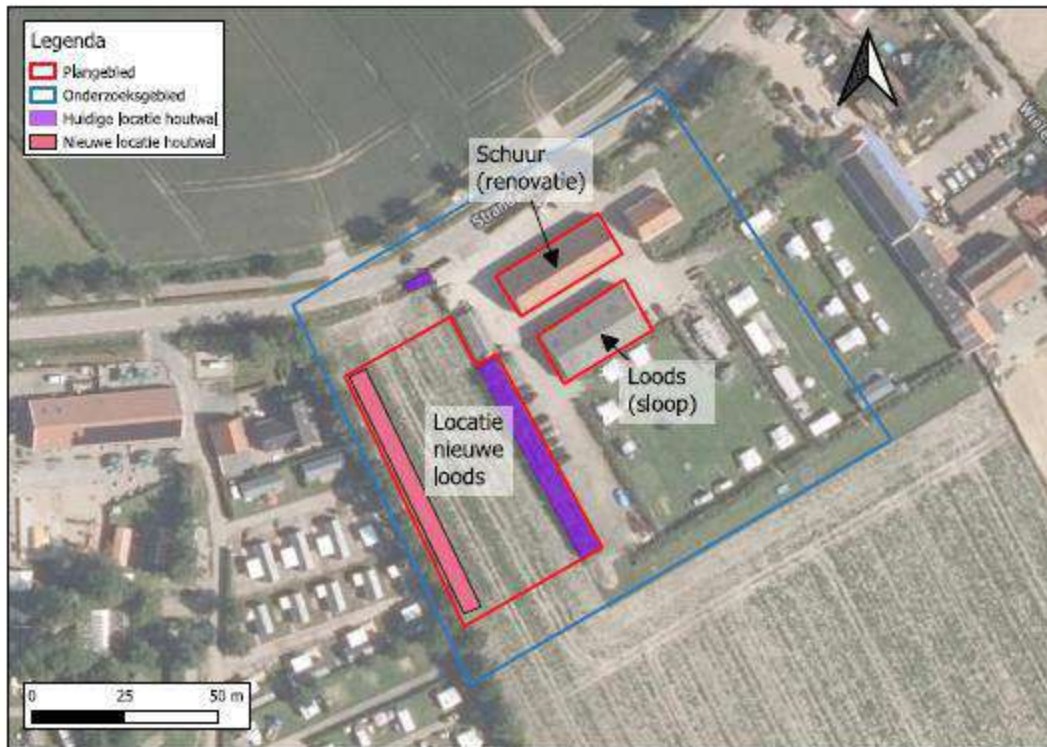 Legenda
Plangebied
Onderzoeksgebied
Huidige locatie houtwal
Nieuwe locatie houtwal
Schuur
(renovatie)
Loods
(sloop)
Locatie
nieuwe
loods
0 25 50 m